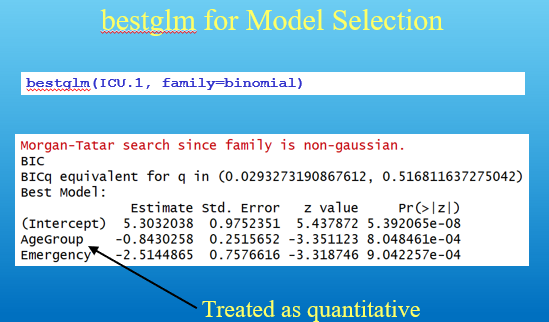 bestglm for Model Selection
bestglm(ICU.1, family=binomial)
Morgan-Tatar search since family is non-gaussian.
BIC
BICq equivalent for q in (0.0293273190867612, 0.516811637275042)
Best Model:
Estimate Std. Error z value Pr(>|z|)
(Intercept) 5.3032038 0.9752351 5.437872 5.392065e-08
AgeGroup -0.8430258 0.2515652 -3.351123 8.048461e-04
Emergency -2.5144865 0.7576616 -3.318746 9.042257e-04
Treated as quantitative